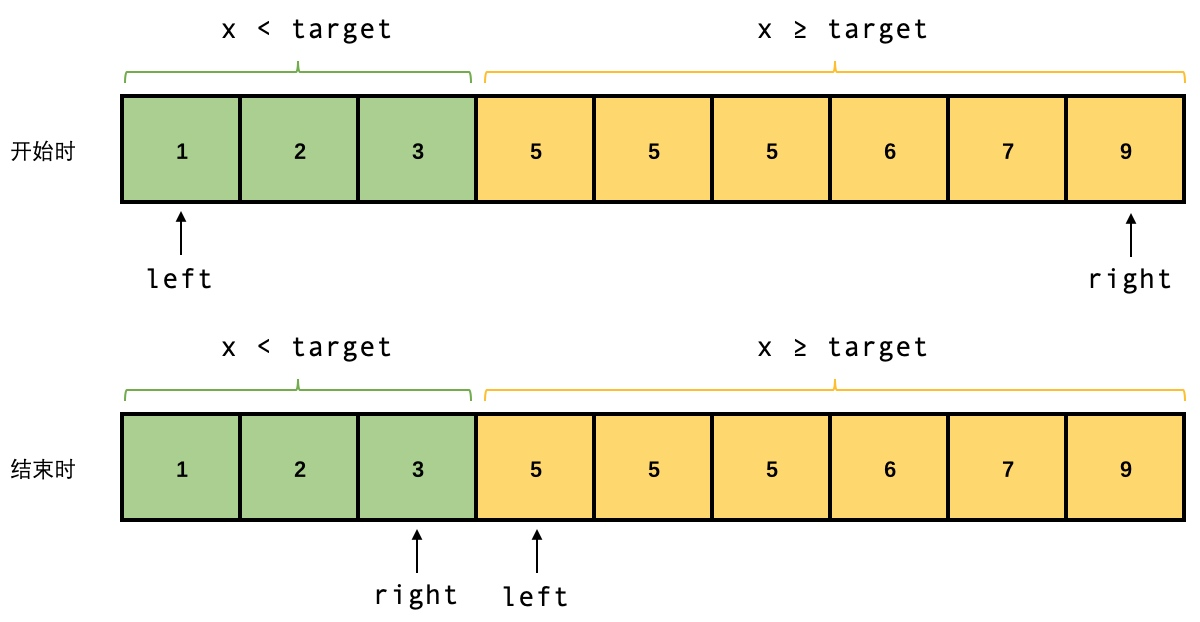 x < target x ≥ target
开始时 1 2 3 5 5 5 6 7 9
left right
x < target x ≥ target
结束时 1 2 3 5 5 5 6 7 9
right left